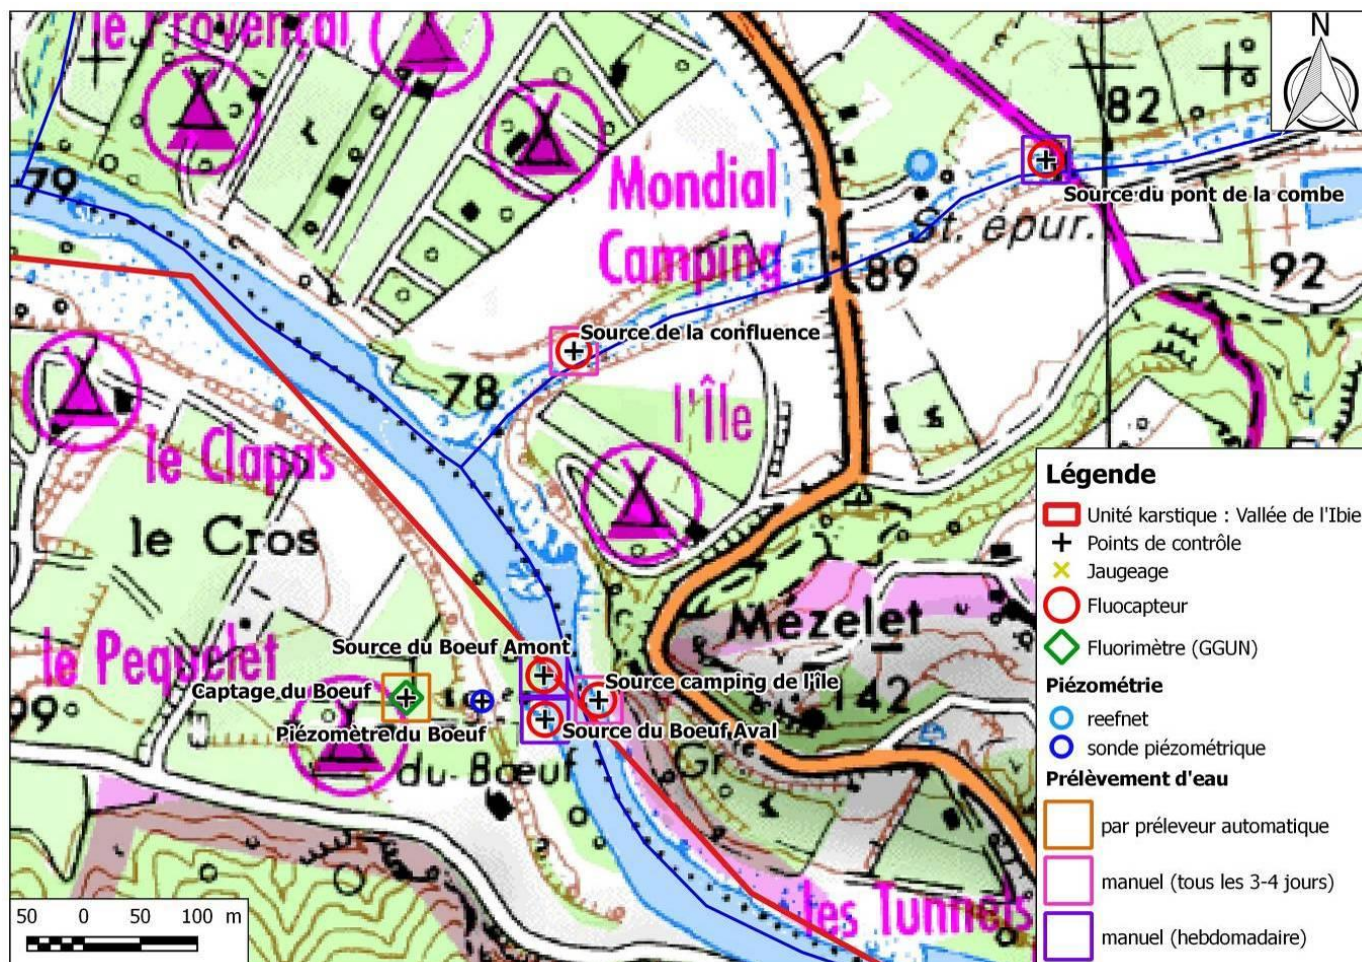 le Provençal
N
82
79
Mondial
Camping
Source du pont de la combe
St. épur.
89
92
Source de la confluence
78
l'Île
le Clapas
le Cros
Mézelet
le Pequelet
Source du Boeuf Amont
Captage du Boeuf
Source camping de l'île
142
99
Piézomètre du Boeuf
Source du Boeuf Aval
du Bœuf
Gr.
les Tunnels
50 0 50 100 m
Légende
Unité karstique : Vallée de l'Ibie
Points de contrôle
Jaugeage
Fluocapteur
Fluorimètre (GGUN)
Piézométrie
reefnet
sonde piézométrique
Prélèvement d'eau
par préleveur automatique
manuel (tous les 3-4 jours)
manuel (hebdomadaire)